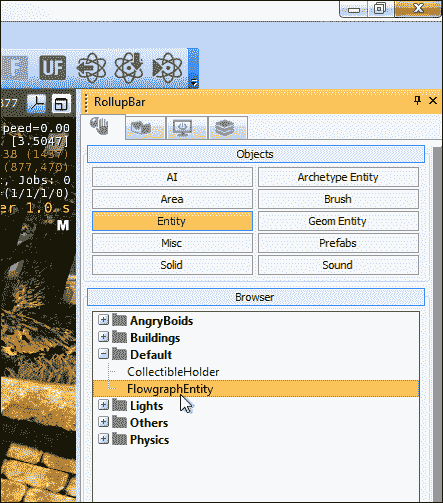 F UF
377 RollupBar
peed=0.00
[3.5047]
38 (1437)
(877,470)
t, Jobs: 0
=(1/1/1/0)
er 1.0 s
M
Objects
AI Archetype Entity
Area Brush
Entity Geom Entity
Misc Prefabs
Solid Sound
Browser
AngryBoids
Buildings
Default
CollectibleHolder
FlowgraphEntity
Lights
Others
Physics